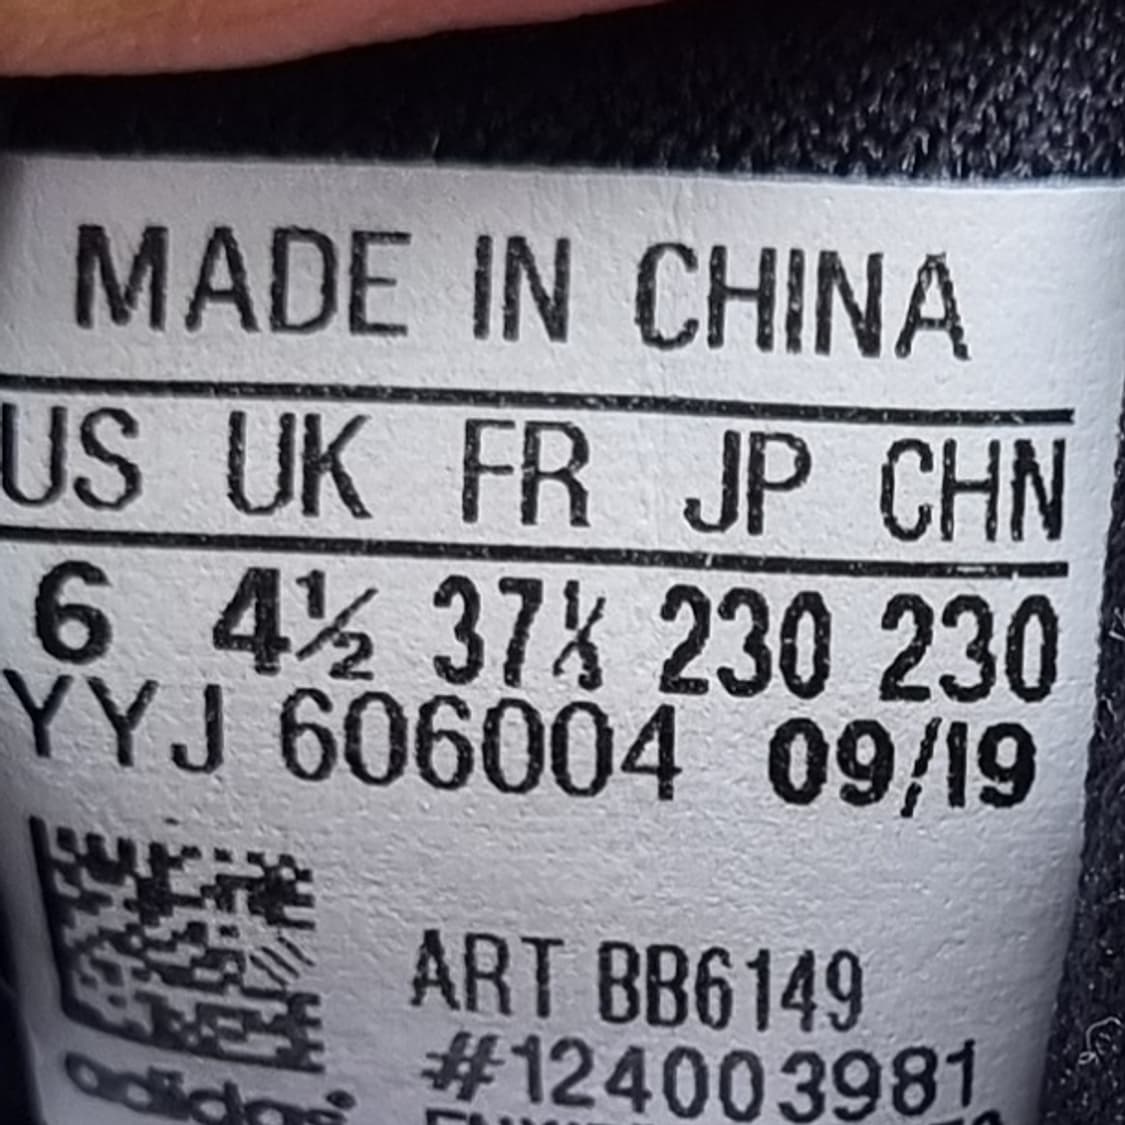 MADE IN CHINA
US UK FR JP CHN
6 4½ 37⅓ 230 230
YYJ 606004 09/19
ART BB6149
#124003981
adidas